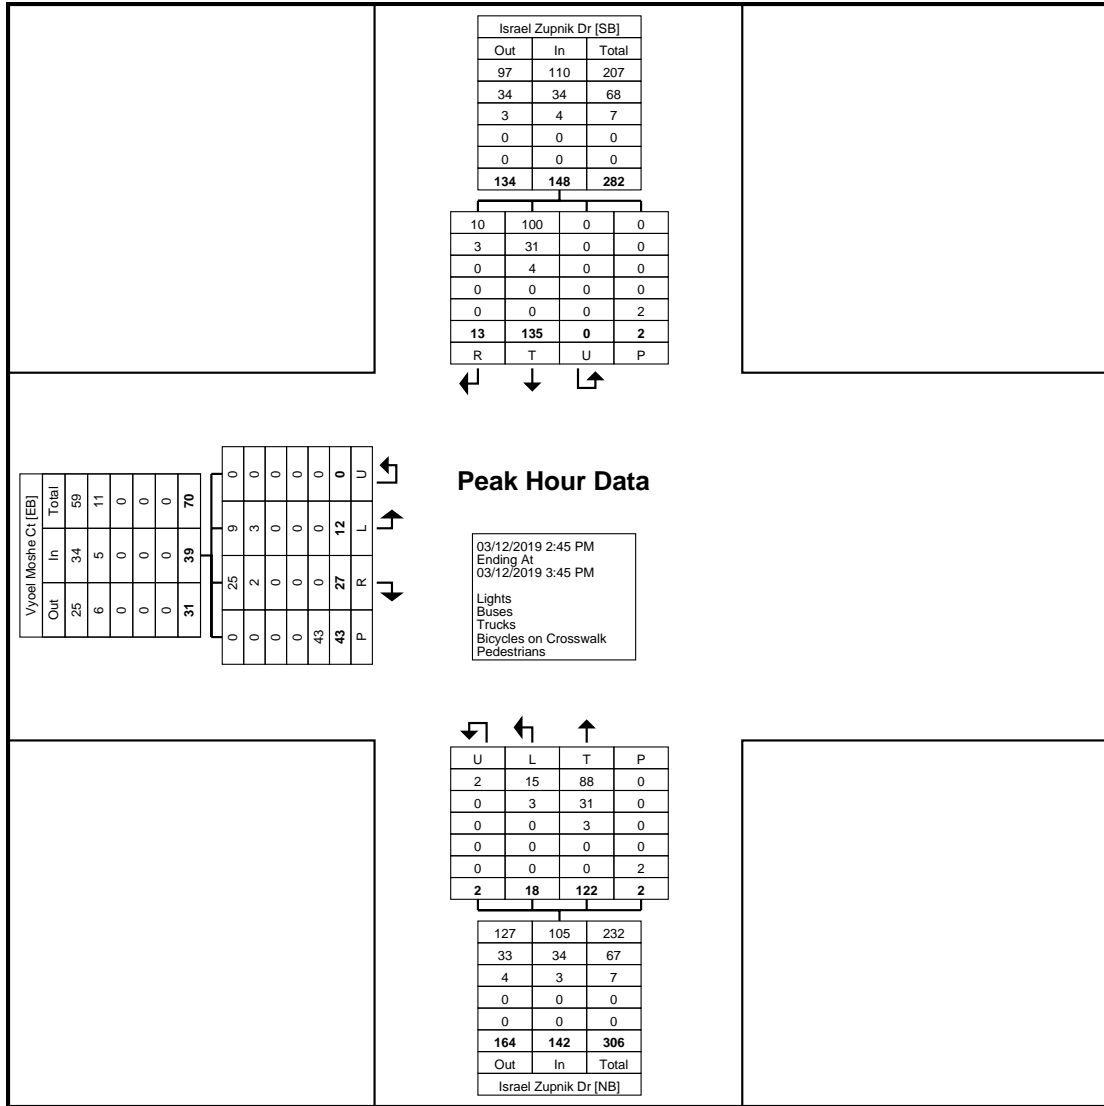 Israel Zupnik Dr [SB]
Out In Total
97 110 207
34 34 68
3 4 7
0 0 0
0 0 0
134 148 282
10 100 0 0
3 31 0 0
0 4 0 0
0 0 0 0
0 0 0 2
13 135 0 2
R T U P
Vyoel Moshe Ct [EB]
Out In Total
25 34 59
6 5 11
0 0 0
0 0 0
0 0 0
31 39 70
0 25 9 0
0 2 3 0
0 0 0 0
0 0 0 0
43 0 0 0
43 27 12 0
P R L U
Peak Hour Data
03/12/2019 2:45 PM
Ending At
03/12/2019 3:45 PM
Lights
Buses
Trucks
Bicycles on Crosswalk
Pedestrians
U L T P
2 15 88 0
0 3 31 0
0 0 3 0
0 0 0 0
0 0 0 2
2 18 122 2
127 105 232
33 34 67
4 3 7
0 0 0
0 0 0
164 142 306
Out In Total
Israel Zupnik Dr [NB]